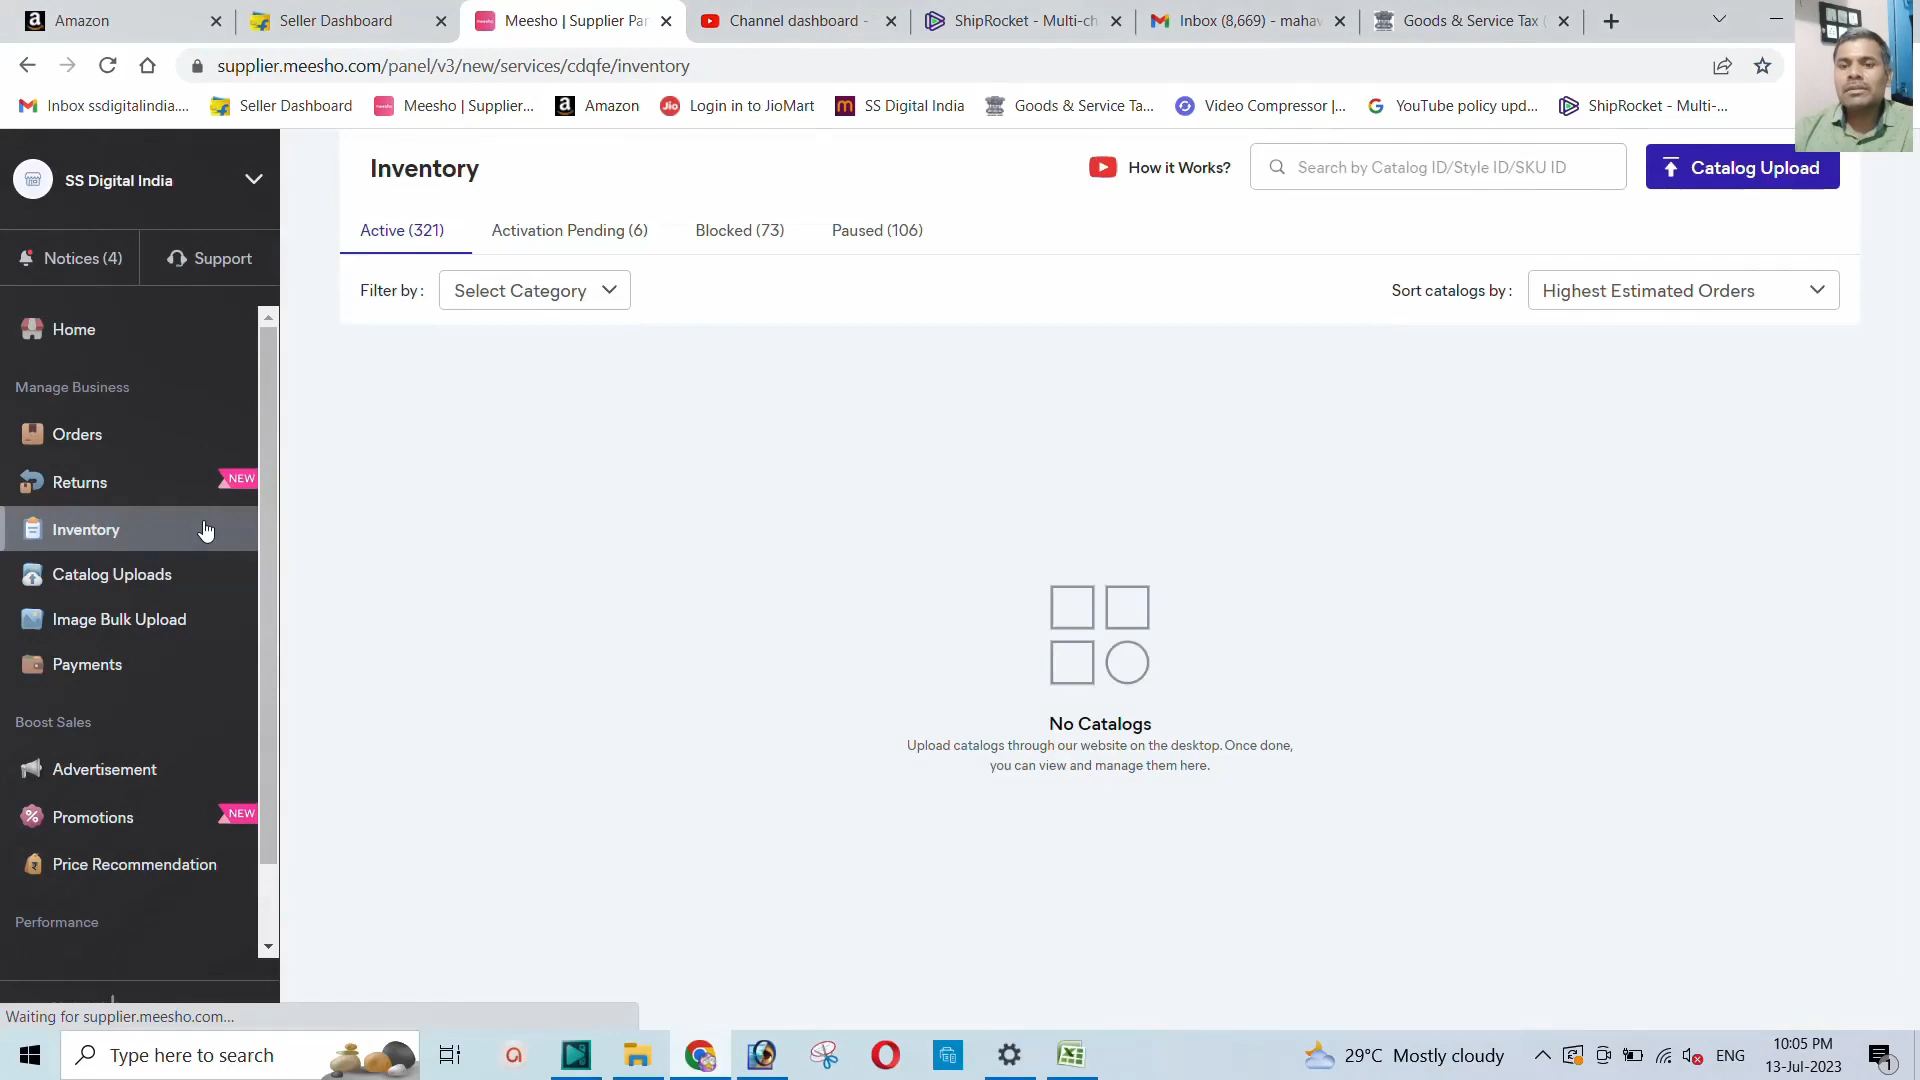 Amazon
Seller Dashboard
Meesho | Supplier Pa
Channel dashboard -
ShipRocket - Multi-ch
Inbox (8,669) - mahav
Goods & Service Tax (
supplier.meesho.com/panel/v3/new/services/cdqfe/inventory
Inbox ssdigitalindia....
Seller Dashboard
Meesho | Supplier...
Amazon
Jio
Login in to JioMart
SS Digital India
Goods & Service Ta...
Video Compressor |...
YouTube policy upd...
ShipRocket - Multi-...
SS Digital India
Notices (4)
Support
Home
Manage Business
Orders
Returns
NEW
Inventory
Catalog Uploads
Image Bulk Upload
Payments
Boost Sales
Advertisement
Promotions
NEW
Price Recommendation
Performance
Inventory
How it Works?
Search by Catalog ID/Style ID/SKU ID
Catalog Upload
Active (321)
Activation Pending (6)
Blocked (73)
Paused (106)
Filter by :
Select Category
Sort catalogs by :
Highest Estimated Orders
No Catalogs
Upload catalogs through our website on the desktop. Once done,
you can view and manage them here.
Waiting for supplier.meesho.com...
Type here to search
29°C Mostly cloudy
ENG
10:05 PM
13-Jul-2023
1